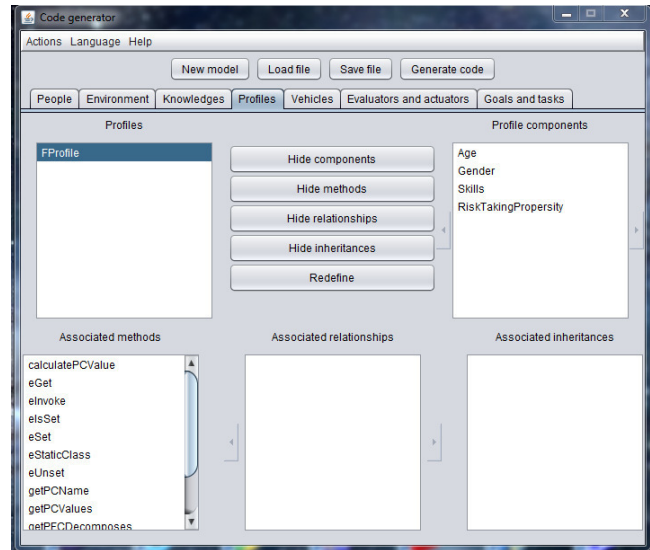 Code generator
Actions Language Help
New model Load file Save file Generate code
People Environment Knowledges Profiles Vehicles Evaluators and actuators Goals and tasks
Profiles Profile components
FProfile
Hide components
Hide methods
Hide relationships
Hide inheritances
Redefine
Age
Gender
Skills
RiskTakingPropersity
Associated methods Associated relationships Associated inheritances
calculatePCValue
eGet
eInvoke
eIsSet
eSet
eStaticClass
eUnset
getPCName
getPCValues
getPFCDecomposes